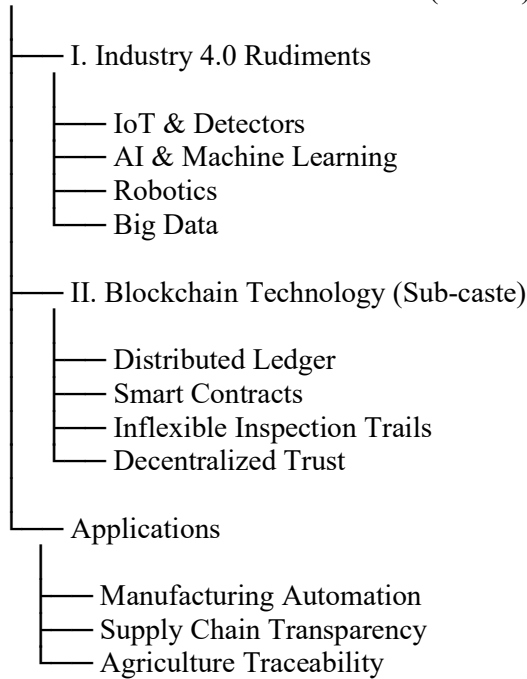 I. Industry 4.0 Rudiments
IoT & Detectors
AI & Machine Learning
Robotics
Big Data
II. Blockchain Technology (Sub-caste)
Distributed Ledger
Smart Contracts
Inflexible Inspection Trails
Decentralized Trust
Applications
Manufacturing Automation
Supply Chain Transparency
Agriculture Traceability